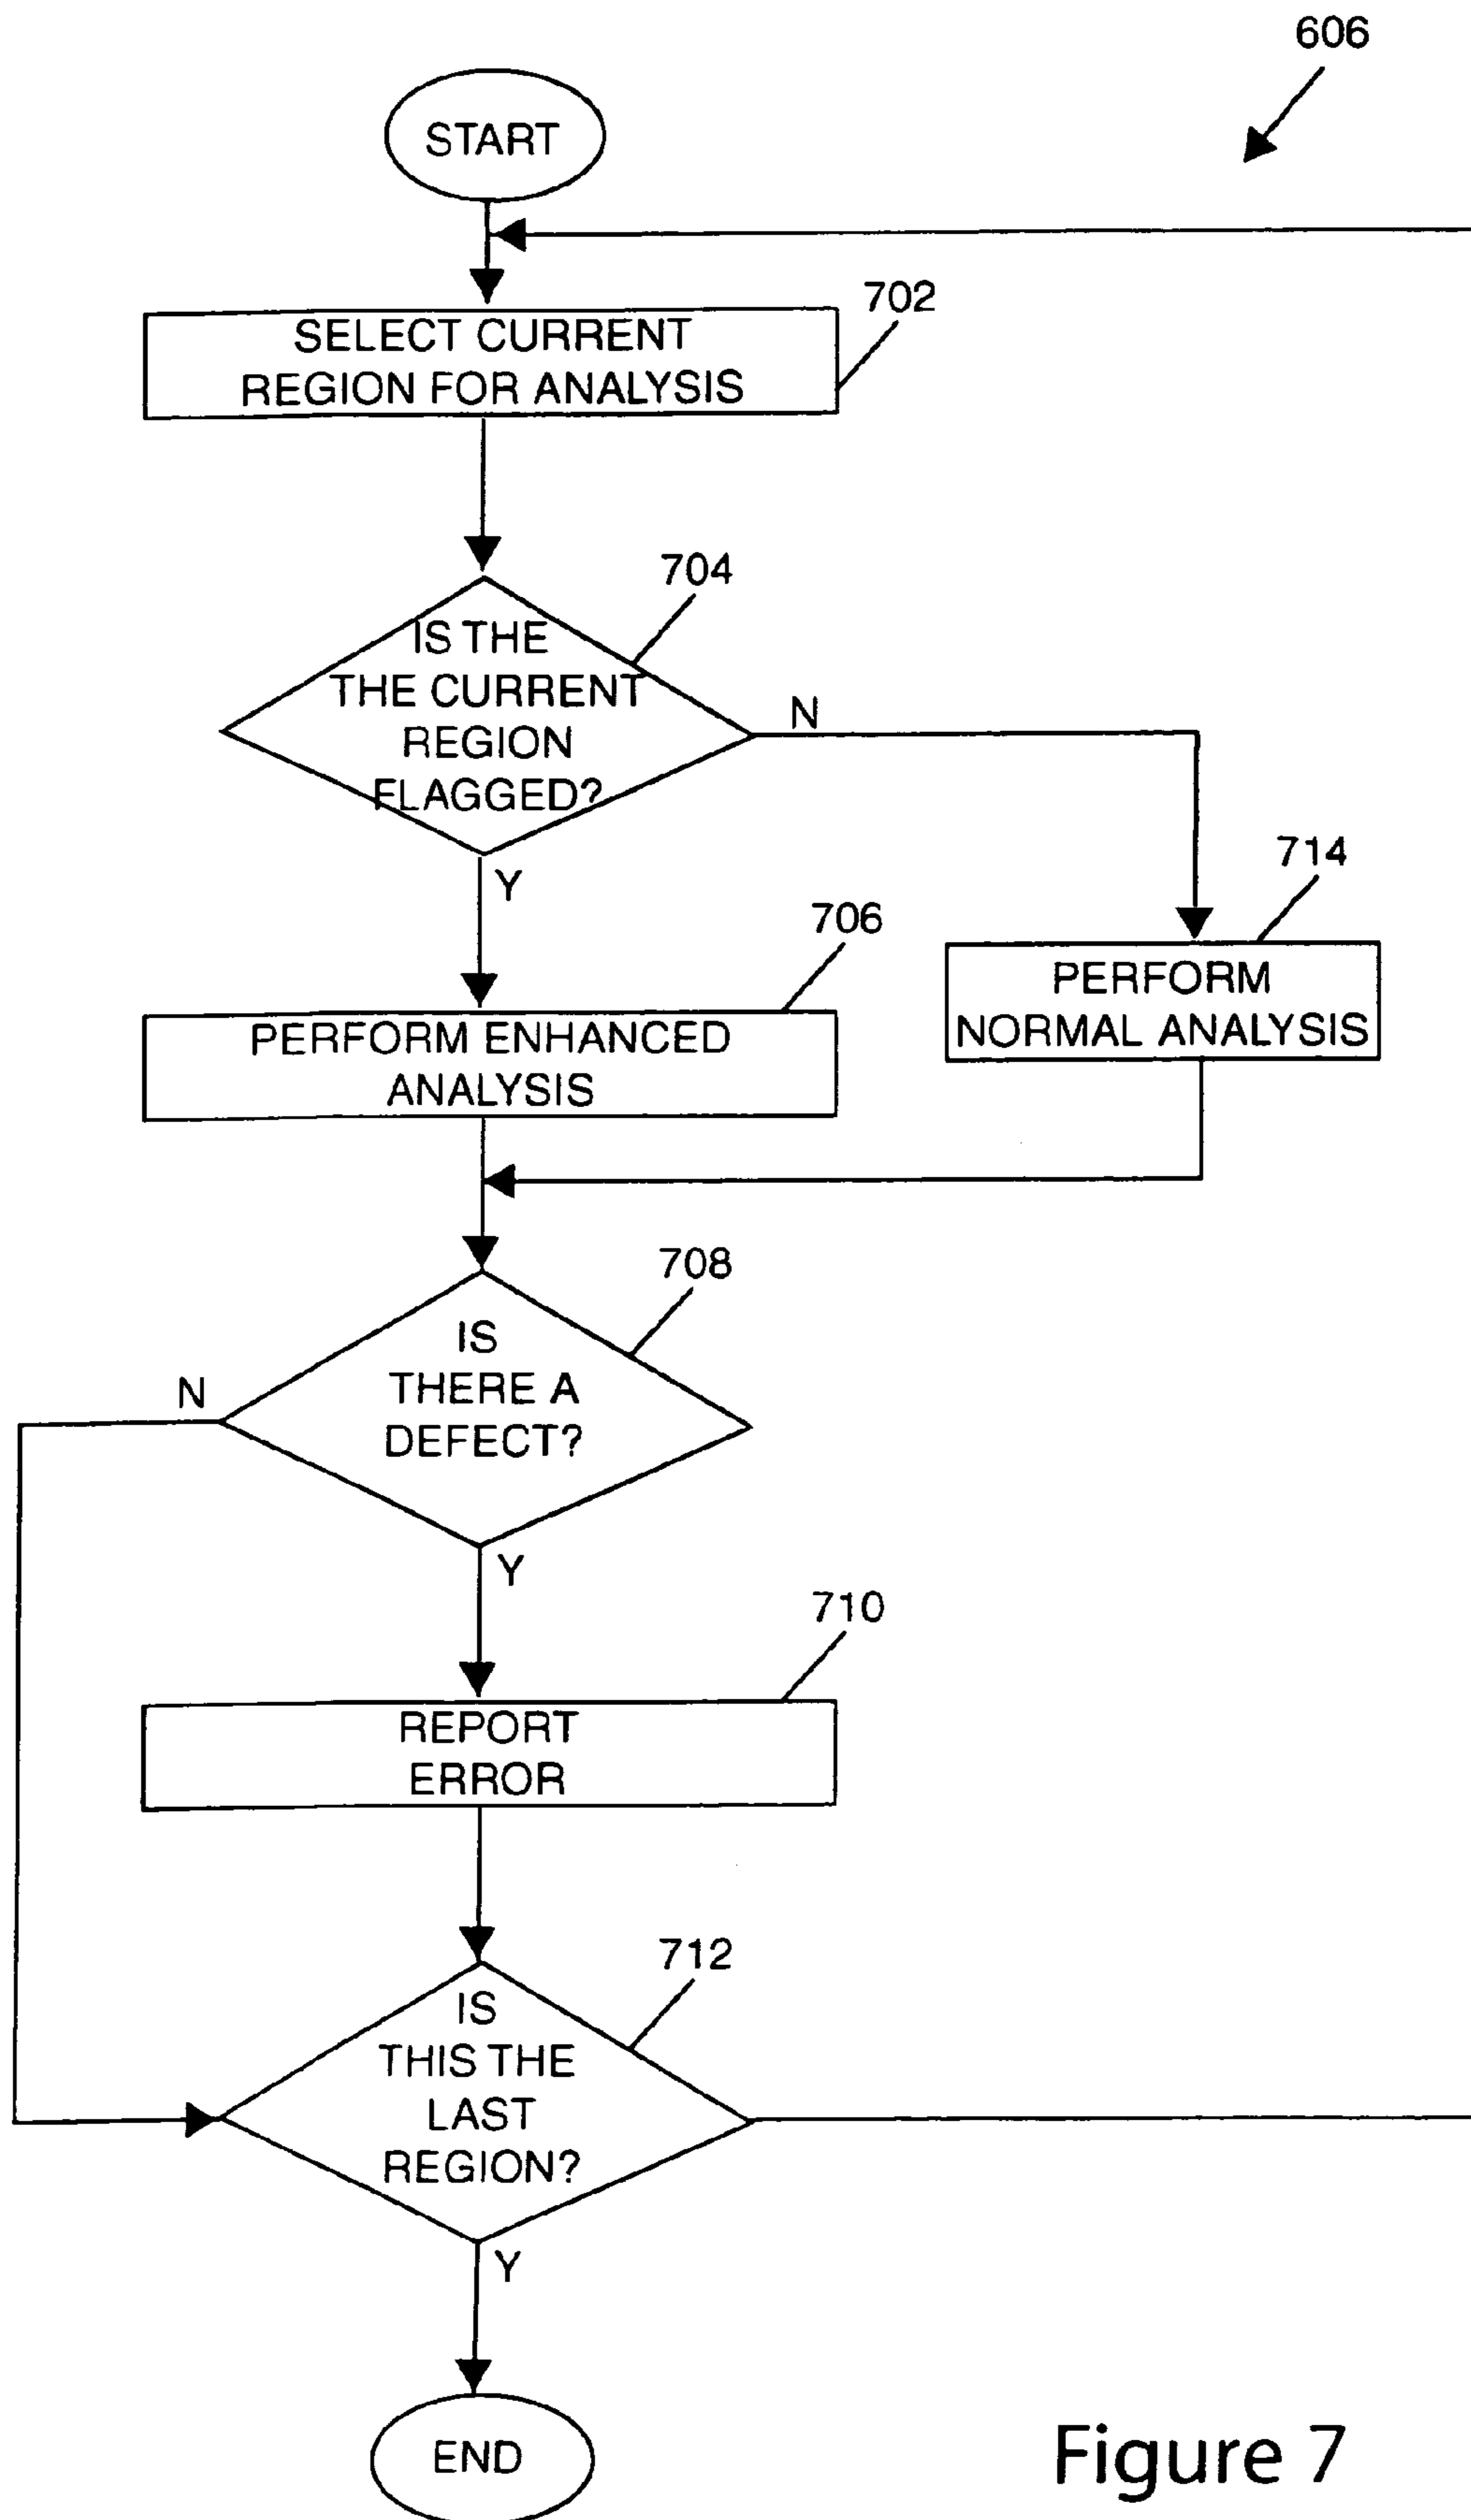 606
START
702
SELECT CURRENT
REGION FOR ANALYSIS
704
IS THE
THE CURRENT
REGION
FLAGGED?
N
Y
714
PERFORM
NORMAL ANALYSIS
706
PERFORM ENHANCED
ANALYSIS
708
IS
THERE A
DEFECT?
N
Y
710
REPORT
ERROR
712
IS
THIS THE
LAST
REGION?
Y
END
Figure 7